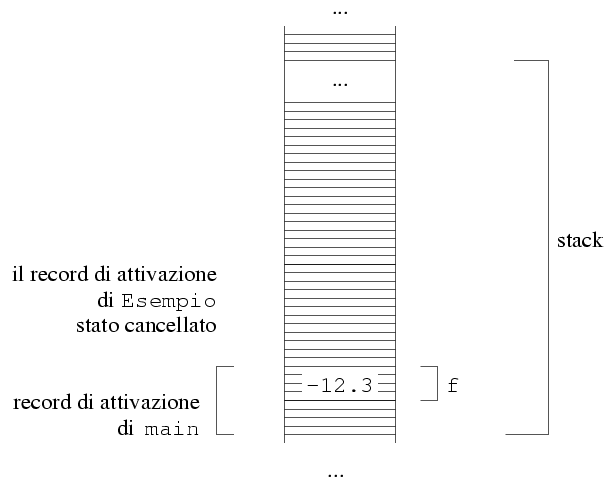 ...
...
stack
il record di attivazione
di Esempio
stato cancellato
-12.3
f
record di attivazione
di main
...